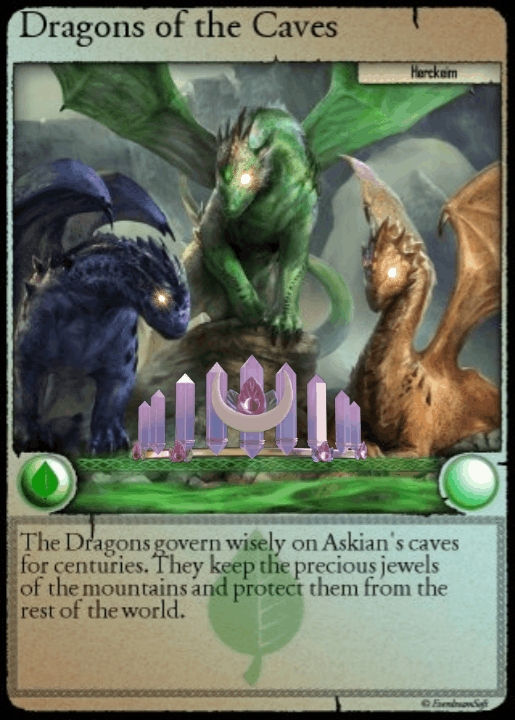 Dragons of the Caves
Herckeim
The Dragons govern wisely on Askian's caves
for centuries. They keep the precious jewels
of the mountains and protect them from the
rest of the world.
© EverdreamSoft